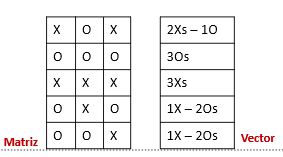 X O X 2Xs – 1O
O O O 3Os
X X X 3Xs
O X O 1X – 2Os
O O X 1X – 2Os
Matriz Vector